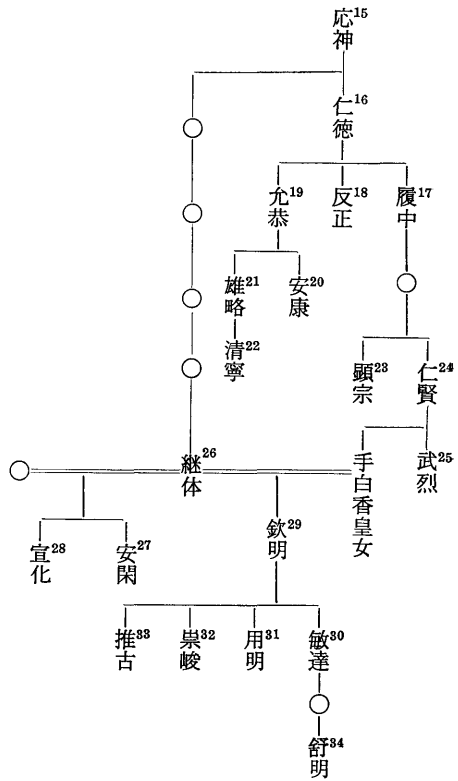 応神15
仁徳16
履中17
反正18
允恭19
安康20
雄略21
清寧22
顕宗23
仁賢24
武烈25
手白香皇女
継体26
安閑27
宣化28
欽明29
敏達30
用明31
祟峻32
推古33
舒明34